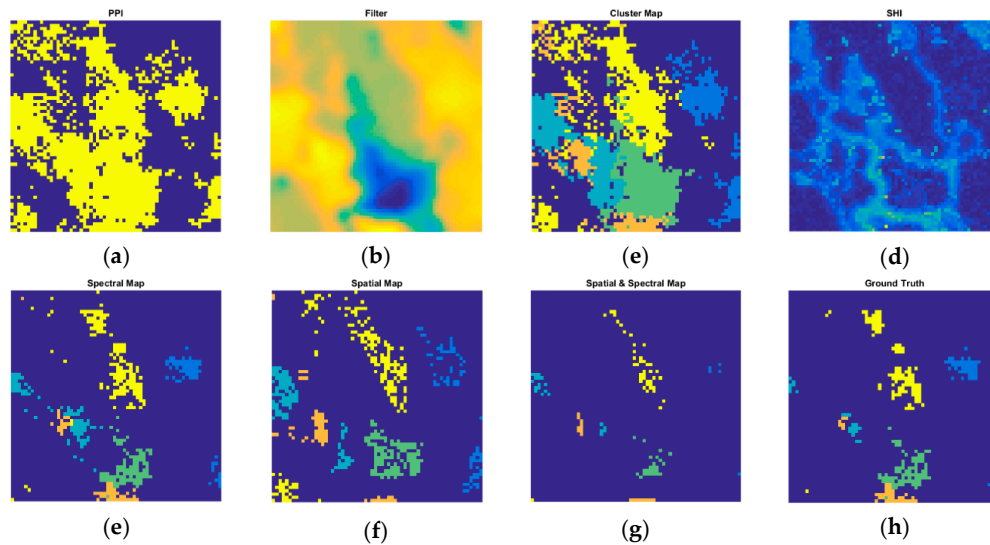 PPI
Filter
Cluster Map
SHI
(a)
(b)
(e)
(d)
Spectral Map
Spatial Map
Spatial & Spectral Map
Ground Truth
(e)
(f)
(g)
(h)